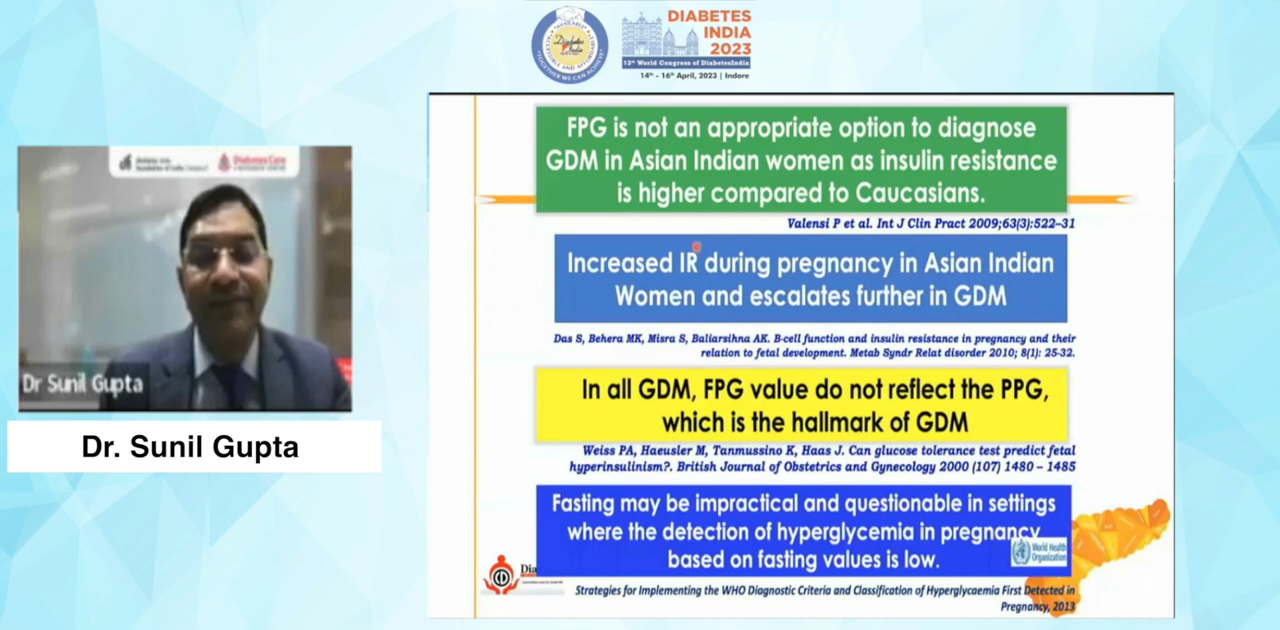 DIABETES
INDIA
2023
12th World Congress of DiabetesIndia
14th - 16th April, 2023 | Indore
Diabetes
India
TOGETHER WE CAN ACHIEVE
FPG is not an appropriate option to diagnose
GDM in Asian Indian women as insulin resistance
is higher compared to Caucasians.
Valensi P et al. Int J Clin Pract 2009;63(3):522–31
Increased IR during pregnancy in Asian Indian
Women and escalates further in GDM
Das S, Behera MK, Misra S, Baliarsihna AK. B-cell function and insulin resistance in pregnancy and their
relation to fetal development. Metab Syndr Relat disorder 2010; 8(1): 25-32.
In all GDM, FPG value do not reflect the PPG,
which is the hallmark of GDM
Weiss PA, Haeusler M, Tanmussino K, Haas J. Can glucose tolerance test predict fetal
hyperinsulinism?. British Journal of Obstetrics and Gynecology 2000 (107) 1480 – 1485
Fasting may be impractical and questionable in settings
where the detection of hyperglycemia in pregnancy
based on fasting values is low.
World Health
Organization
Dia
Strategies for Implementing the WHO Diagnostic Criteria and Classification of Hyperglycaemia First Detected in
Pregnancy, 2013
Diabetes Care
Dr Sunil Gupta
Dr. Sunil Gupta